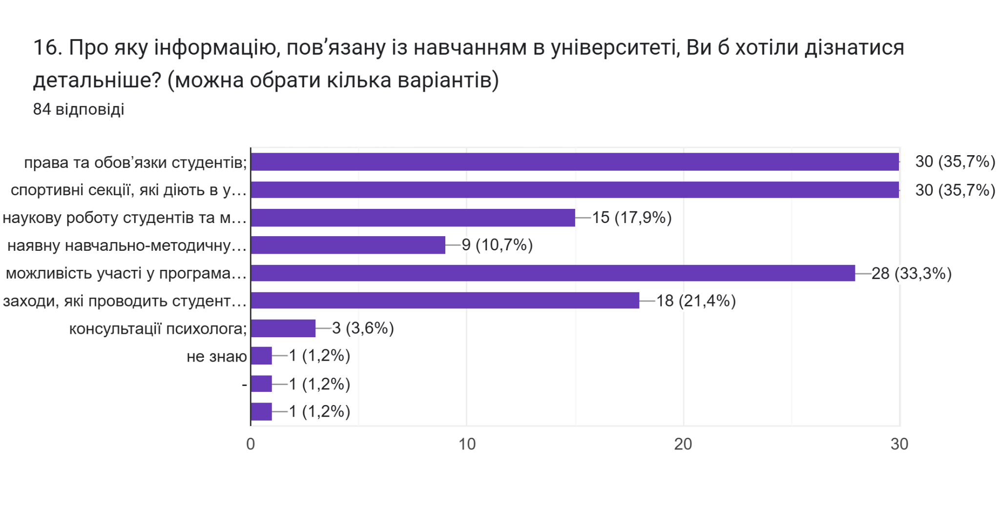 16. Про яку інформацію, пов’язану із навчанням в університеті, Ви б хотіли дізнатися
детальніше? (можна обрати кілька варіантів)
84 відповіді
права та обов’язки студентів; 30 (35,7%)
спортивні секції, які діють в у… 30 (35,7%)
наукову роботу студентів та м… 15 (17,9%)
наявну навчально-методичну… 9 (10,7%)
можливість участі у програма… 28 (33,3%)
заходи, які проводить студент… 18 (21,4%)
консультації психолога; 3 (3,6%)
не знаю 1 (1,2%)
- 1 (1,2%)
1 (1,2%)
0 10 20 30